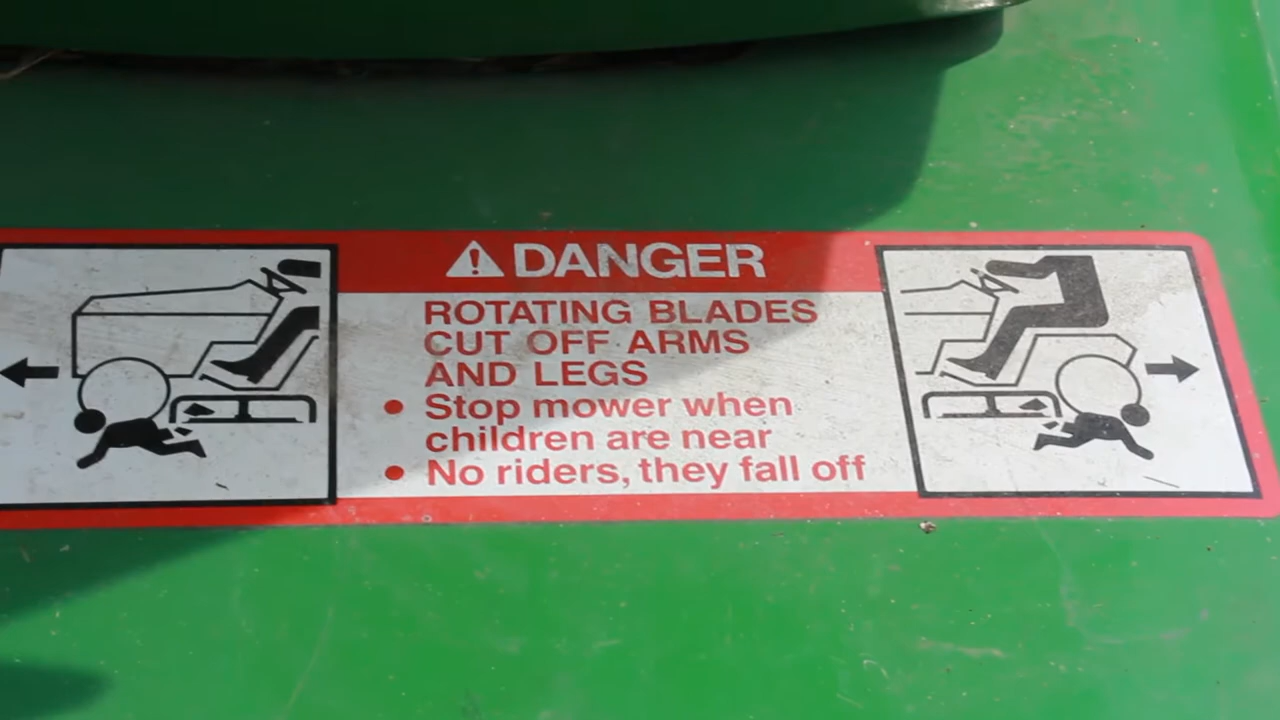 DANGER
ROTATING BLADES
CUT OFF ARMS
AND LEGS
• Stop mower when
children are near
• No riders, they fall off